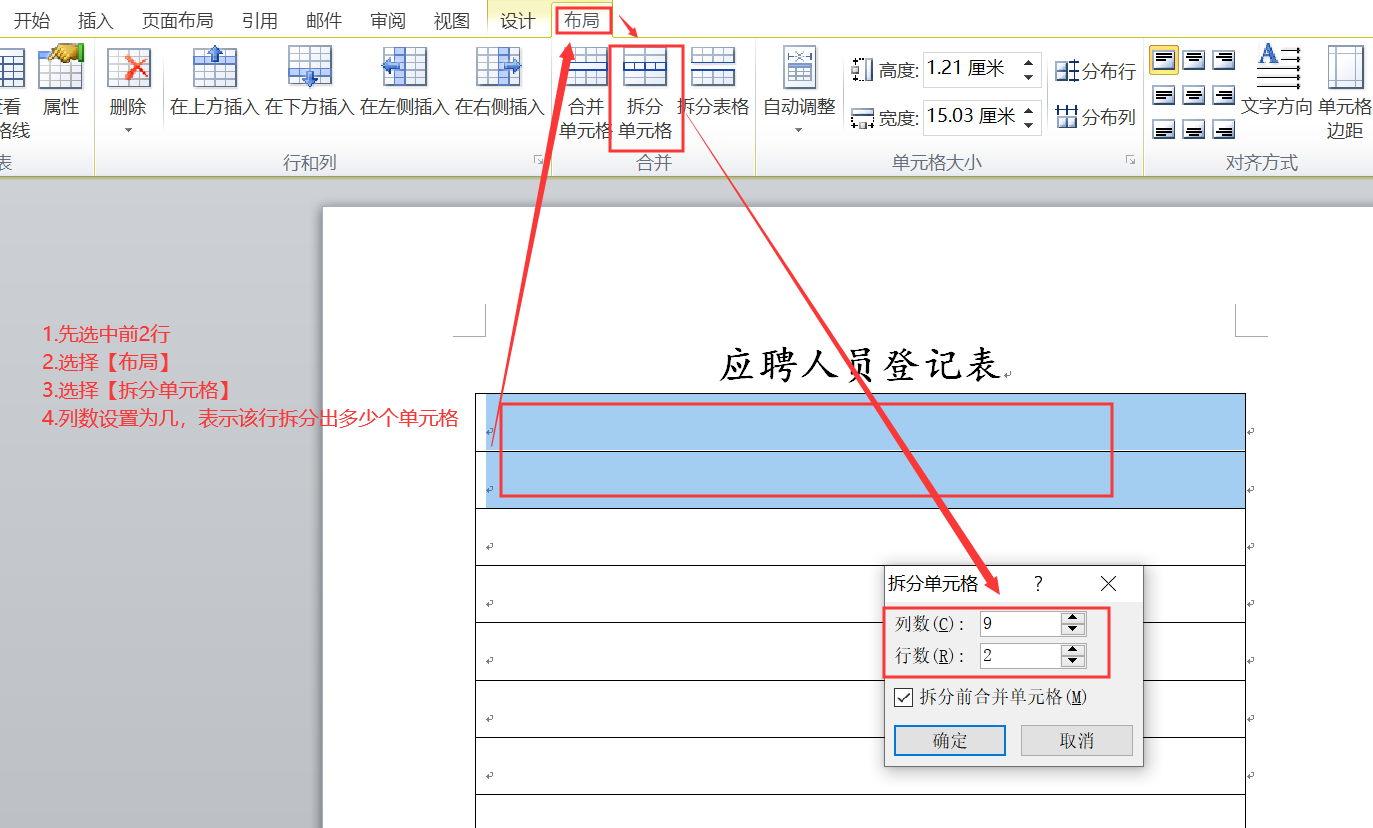 开始 插入 页面布局 引用 邮件 审阅 视图 设计 布局
查看 属性 删除 在上方插入 在下方插入 在左侧插入 在右侧插入 合并 拆分 拆分表格 自动调整 高度: 1.21 厘米 分布行 文字方向 单元格
格线 单元格 单元格 宽度: 15.03 厘米 分布列 边距
表 行和列 合并 单元格大小 对齐方式
1.先选中前2行
2.选择【布局】
3.选择【拆分单元格】
4.列数设置为几，表示该行拆分出多少个单元格
应聘人员登记表
拆分单元格 ?
列数(C): 9
行数(R): 2
拆分前合并单元格(M)
确定 取消